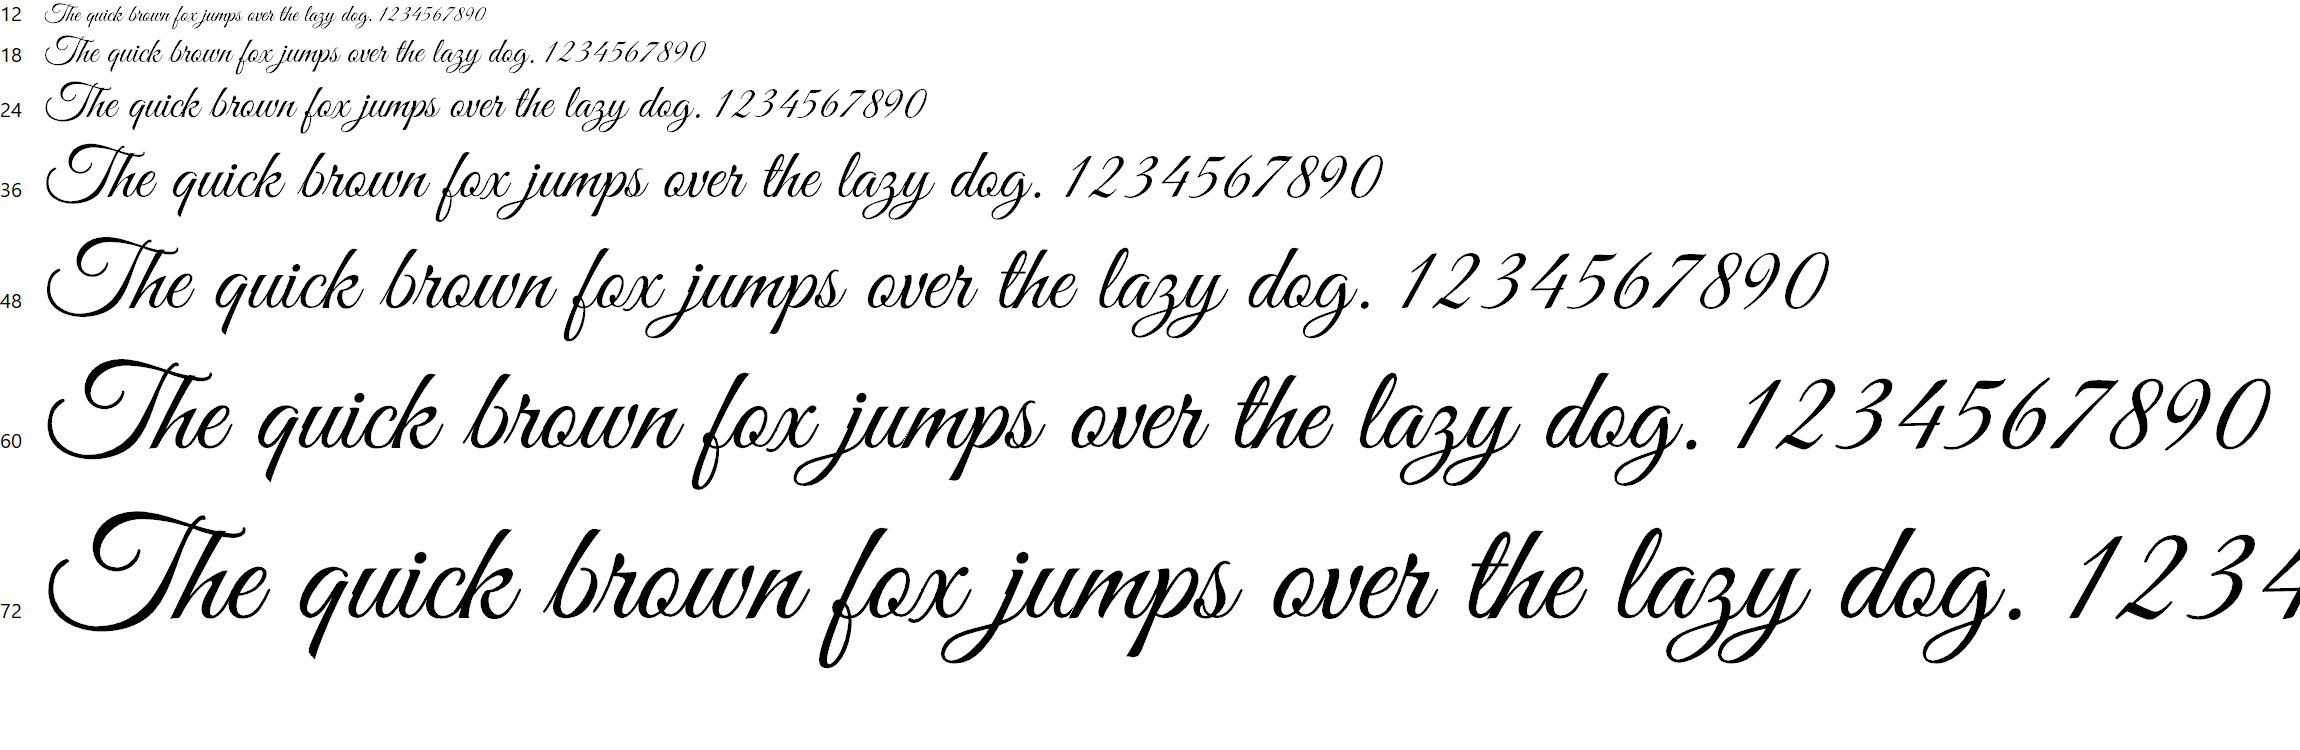 12 The quick brown fox jumps over the lazy dog. 1234567890
18 The quick brown fox jumps over the lazy dog. 1234567890
24 The quick brown fox jumps over the lazy dog. 1234567890
36 The quick brown fox jumps over the lazy dog. 1234567890
48 The quick brown fox jumps over the lazy dog. 1234567890
60 The quick brown fox jumps over the lazy dog. 1234567890
72 The quick brown fox jumps over the lazy dog. 1234